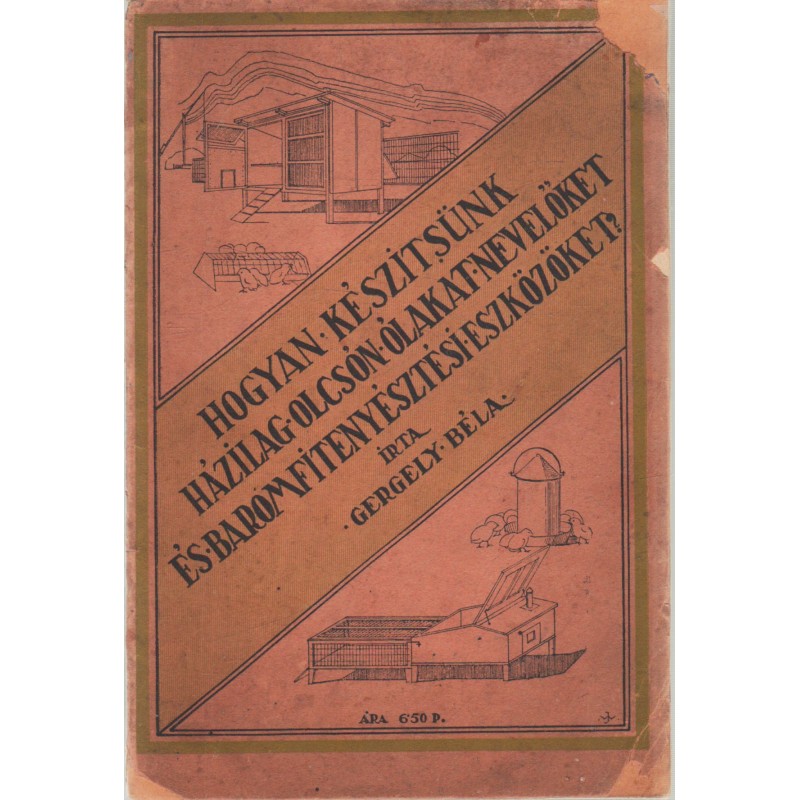 HOGYAN · KÉSZÍTSÜNK
HÁZILAG · OLCSÓN · ÓLAKAT · NEVELŐKET
ÉS · BAROMFITENYÉSZTÉSI · ESZKÖZÖKET?
ÍRTA
· GERGELY · BÉLA ·
ÁRA 6'50 P.